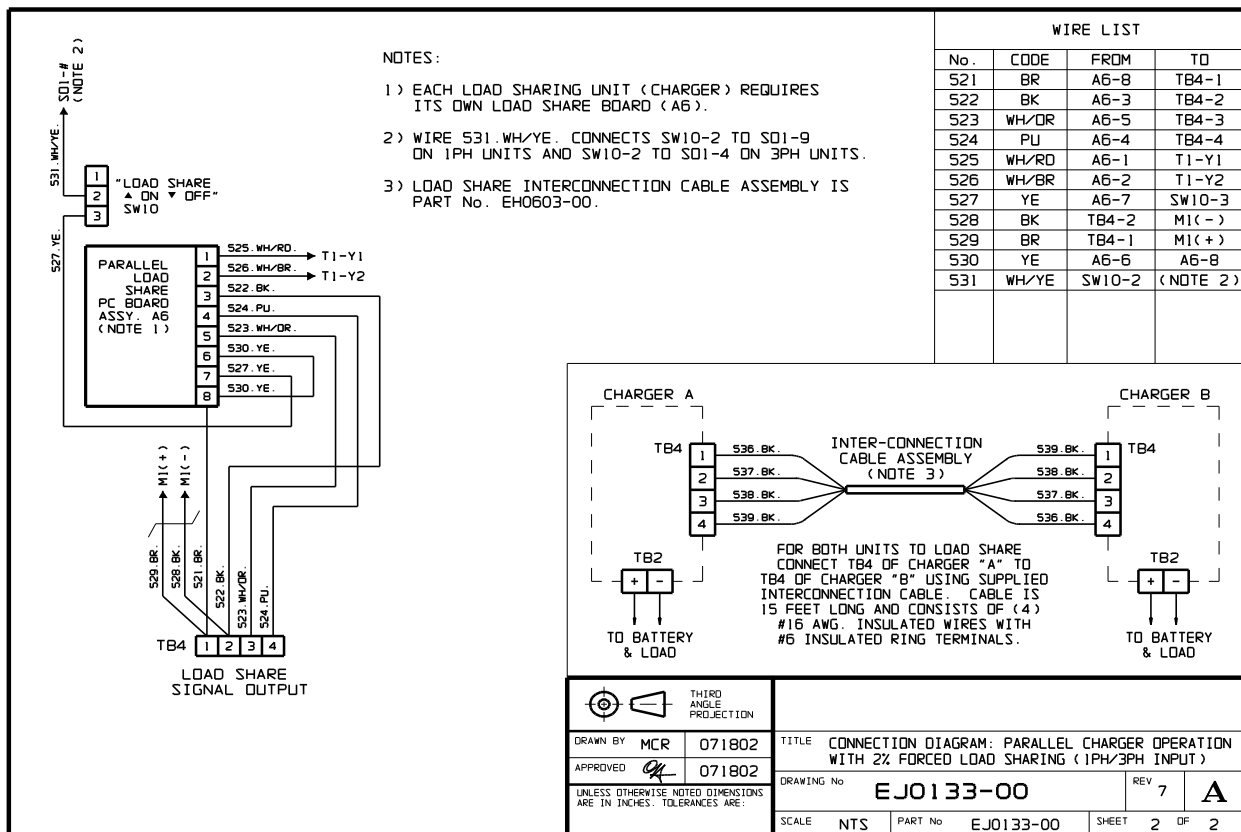 SO1-#
(NOTE 2)
531.WH/YE.
1
2
3
"LOAD SHARE
▲ ON ▼ OFF"
SW10
527.YE.
PARALLEL
LOAD
SHARE
PC BOARD
ASSY. A6
(NOTE 1)
1
2
3
4
5
6
7
8
525.WH/RD.
T1-Y1
526.WH/BR.
T1-Y2
522.BK.
524.PU.
523.WH/OR.
530.YE.
527.YE.
530.YE.
M1(+)
M1(-)
529.BR.
528.BK.
521.BR.
522.BK.
523.WH/OR.
524.PU.
TB4 1 2 3 4
LOAD SHARE
SIGNAL OUTPUT
NOTES:
1) EACH LOAD SHARING UNIT (CHARGER) REQUIRES
ITS OWN LOAD SHARE BOARD (A6).
2) WIRE 531.WH/YE. CONNECTS SW10-2 TO SO1-9
ON 1PH UNITS AND SW10-2 TO SO1-4 ON 3PH UNITS.
3) LOAD SHARE INTERCONNECTION CABLE ASSEMBLY IS
PART No. EH0603-00.
WIRE LIST
No. CODE FROM TO
521 BR A6-8 TB4-1
522 BK A6-3 TB4-2
523 WH/OR A6-5 TB4-3
524 PU A6-4 TB4-4
525 WH/RD A6-1 T1-Y1
526 WH/BR A6-2 T1-Y2
527 YE A6-7 SW10-3
528 BK TB4-2 M1(-)
529 BR TB4-1 M1(+)
530 YE A6-6 A6-8
531 WH/YE SW10-2 (NOTE 2)
CHARGER A
TB4
1
2
3
4
536.BK.
537.BK.
538.BK.
539.BK.
TB2
+ -
TO BATTERY
& LOAD
INTER-CONNECTION
CABLE ASSEMBLY
(NOTE 3)
CHARGER B
539.BK.
538.BK.
537.BK.
536.BK.
1
2
3
4
TB4
TB2
+ -
TO BATTERY
& LOAD
FOR BOTH UNITS TO LOAD SHARE
CONNECT TB4 OF CHARGER "A" TO
TB4 OF CHARGER "B" USING SUPPLIED
INTERCONNECTION CABLE. CABLE IS
15 FEET LONG AND CONSISTS OF (4)
#16 AWG. INSULATED WIRES WITH
#6 INSULATED RING TERMINALS.
THIRD
ANGLE
PROJECTION
DRAWN BY MCR 071802
APPROVED 071802
UNLESS OTHERWISE NOTED DIMENSIONS
ARE IN INCHES. TOLERANCES ARE:
TITLE CONNECTION DIAGRAM: PARALLEL CHARGER OPERATION
WITH 2% FORCED LOAD SHARING (1PH/3PH INPUT)
DRAWING No EJ0133-00 REV 7 A
SCALE NTS PART No EJ0133-00 SHEET 2 OF 2